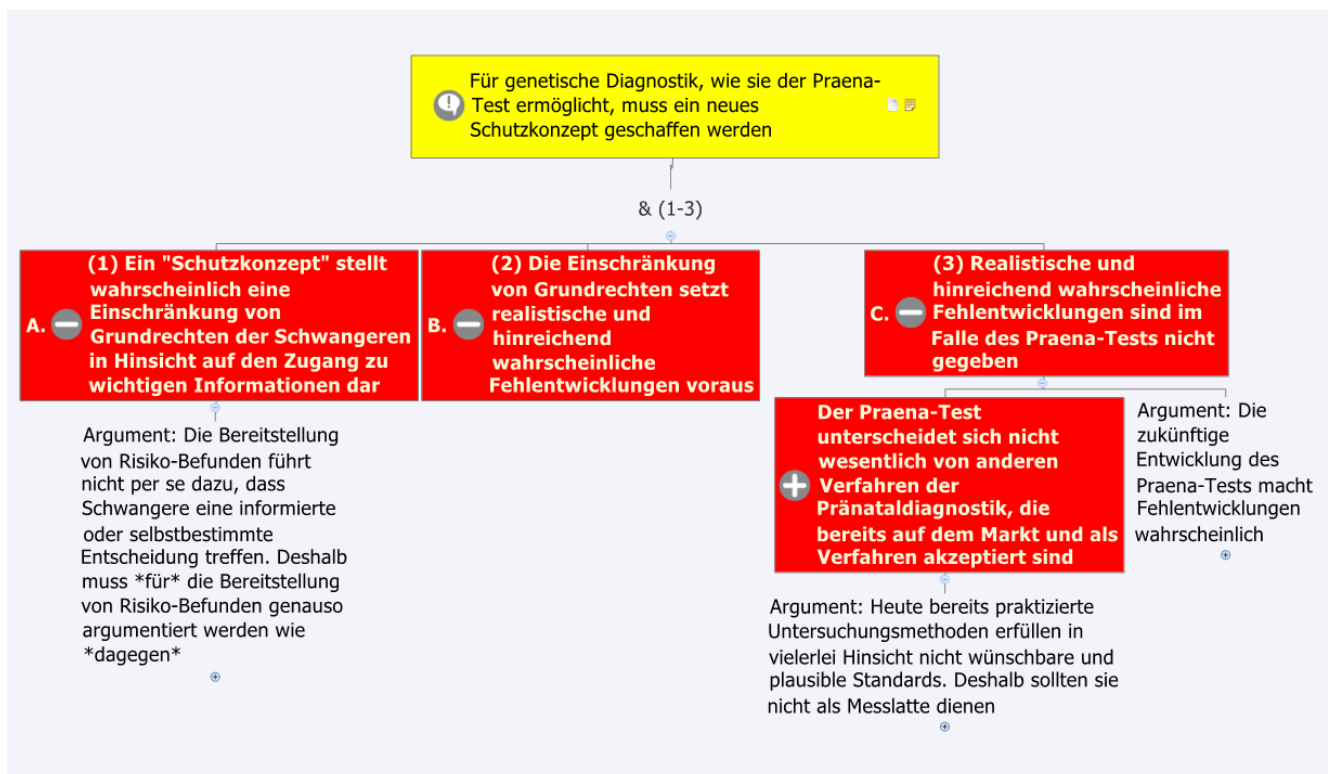 Für genetische Diagnostik, wie sie der Praena-
Test ermöglicht, muss ein neues
Schutzkonzept geschaffen werden
& (1-3)
A.
(1) Ein "Schutzkonzept" stellt
wahrscheinlich eine
Einschränkung von
Grundrechten der Schwangeren
in Hinsicht auf den Zugang zu
wichtigen Informationen dar
B.
(2) Die Einschränkung
von Grundrechten setzt
realistische und
hinreichend
wahrscheinliche
Fehlentwicklungen voraus
C.
(3) Realistische und
hinreichend wahrscheinliche
Fehlentwicklungen sind im
Falle des Praena-Tests nicht
gegeben
Argument: Die Bereitstellung
von Risiko-Befunden führt
nicht per se dazu, dass
Schwangere eine informierte
oder selbstbestimmte
Entscheidung treffen. Deshalb
muss *für* die Bereitstellung
von Risiko-Befunden genauso
argumentiert werden wie
*dagegen*
Der Praena-Test
unterscheidet sich nicht
wesentlich von anderen
Verfahren der
Pränataldiagnostik, die
bereits auf dem Markt und als
Verfahren akzeptiert sind
Argument: Die
zukünftige
Entwicklung des
Praena-Tests macht
Fehlentwicklungen
wahrscheinlich
Argument: Heute bereits praktizierte
Untersuchungsmethoden erfüllen in
vielerlei Hinsicht nicht wünschbare und
plausible Standards. Deshalb sollten sie
nicht als Messlatte dienen